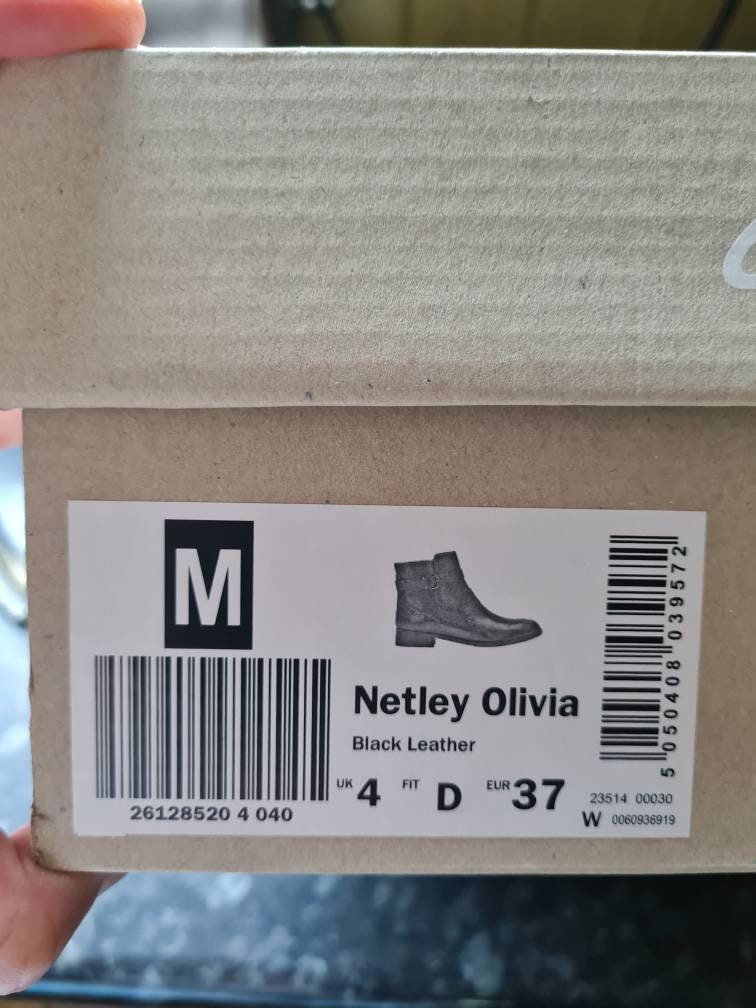 M
26128520 4 040
Netley Olivia
Black Leather
UK 4 FIT D EUR 37
5 050408 039572
23514 00030
W 0060936919